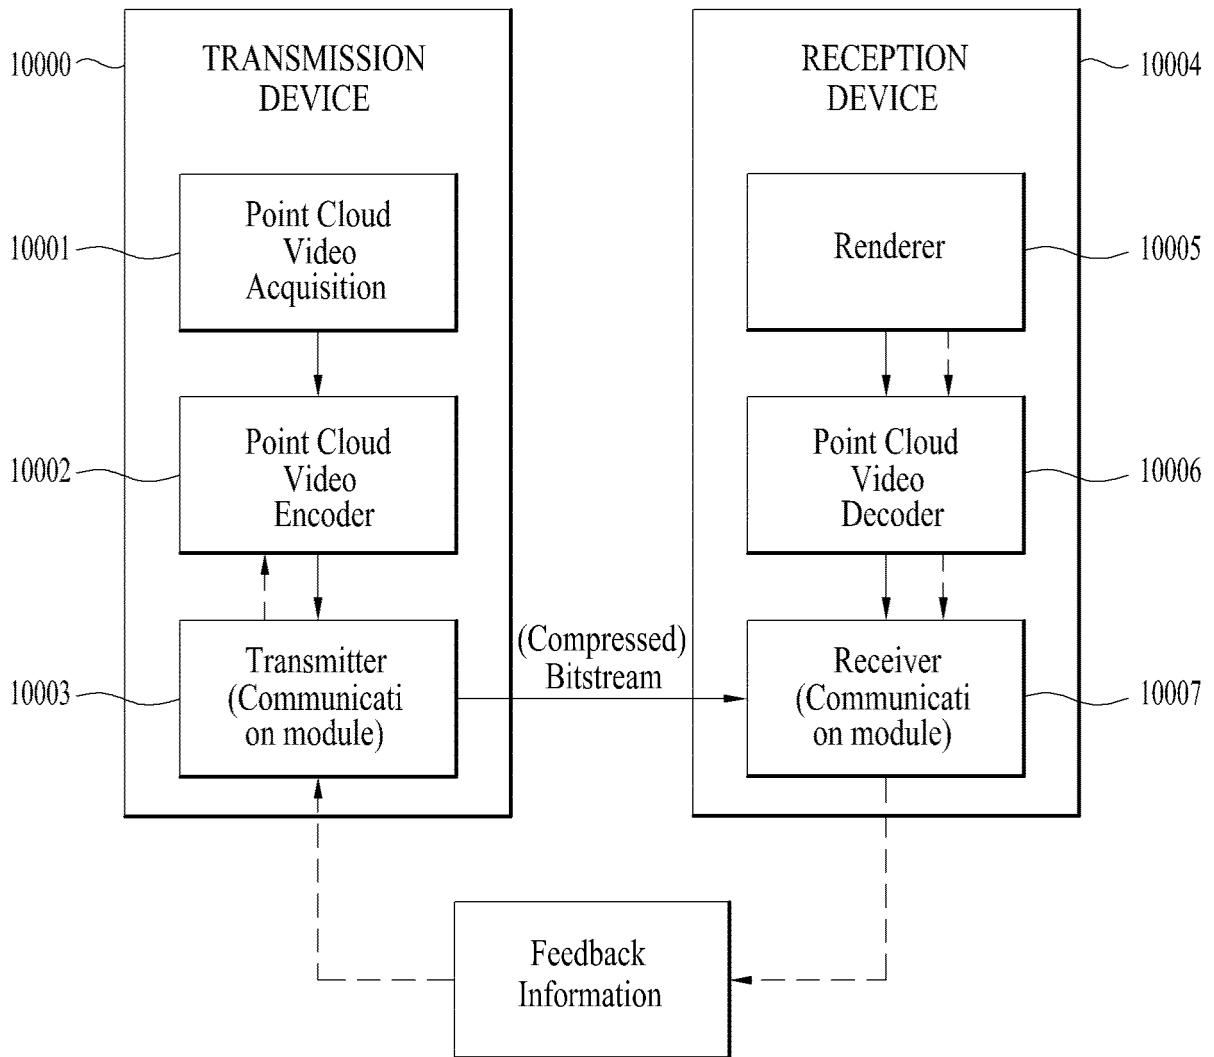 10000
TRANSMISSION
DEVICE
10001
Point Cloud
Video
Acquisition
10002
Point Cloud
Video
Encoder
10003
Transmitter
(Communicati
on module)
(Compressed)
Bitstream
RECEPTION
DEVICE
10004
Renderer
10005
Point Cloud
Video
Decoder
10006
Receiver
(Communicati
on module)
10007
Feedback
Information